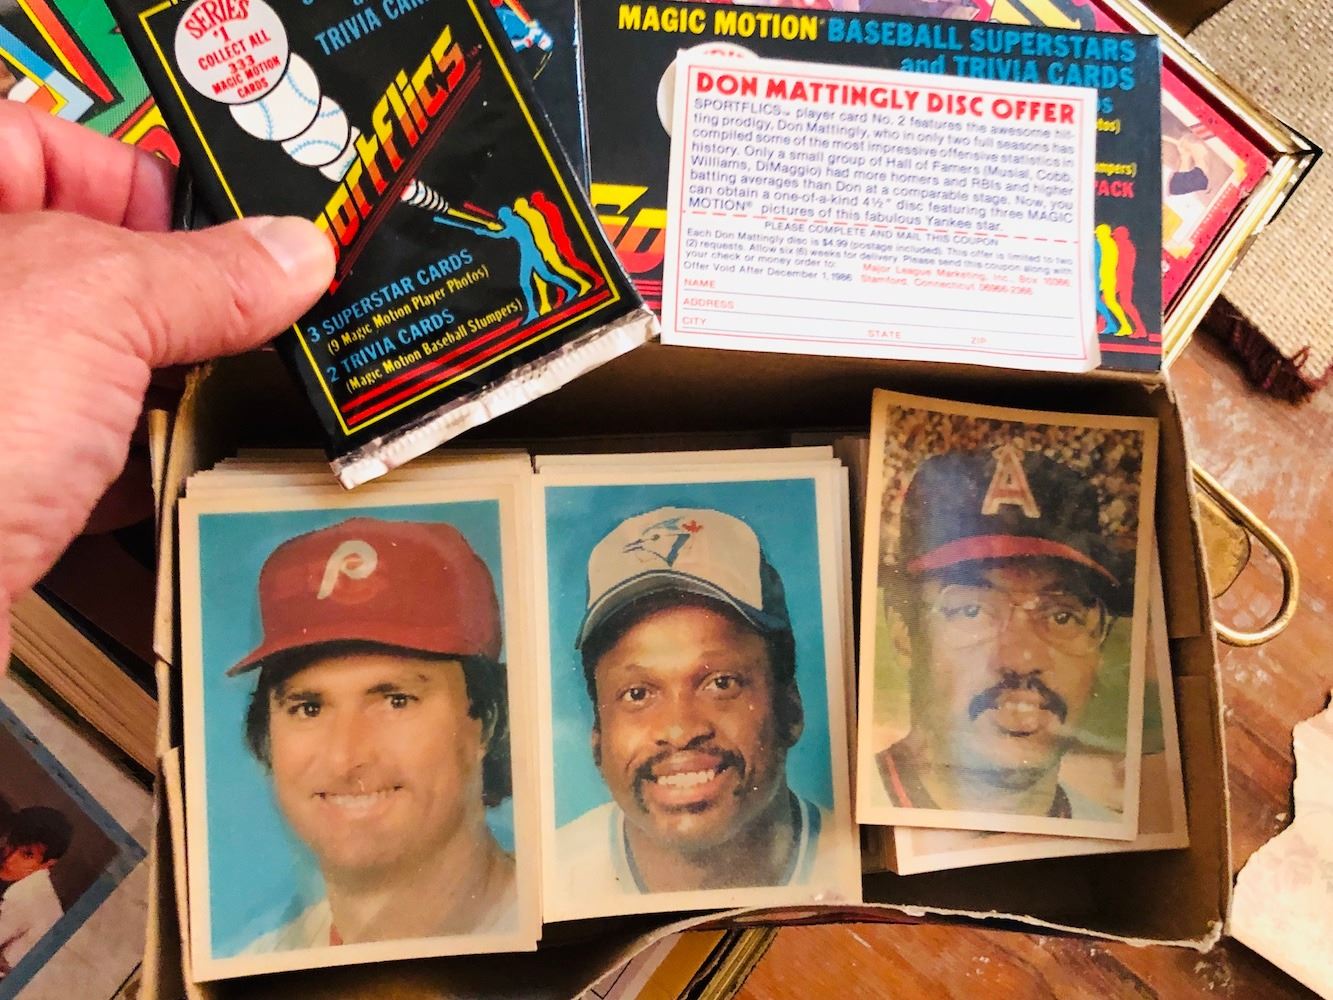 SERIES
#1
COLLECT ALL
333
MAGIC MOTION
CARDS
TRIVIA CARDS
sportflics
3 SUPERSTAR CARDS
(9 Magic Motion Player Photos)
2 TRIVIA CARDS
(Magic Motion Baseball Stumpers)
MAGIC MOTION® BASEBALL SUPERSTARS
and TRIVIA CARDS
PACK
DON MATTINGLY DISC OFFER
SPORTFLICS™ player card No. 2 features the awesome hit-
ting prodigy, Don Mattingly, who in only two full seasons has
compiled some of the most impressive offensive statistics in
history. Only a small group of Hall of Famers (Musial, Cobb,
Williams, DiMaggio) had more homers and RBIs and higher
batting averages than Don at a comparable stage. Now, you
can obtain a one-of-a-kind 4½" disc featuring three MAGIC
MOTION® pictures of this fabulous Yankee star.
PLEASE COMPLETE AND MAIL THIS COUPON
Each Don Mattingly disc is $4.99 (postage included). This offer is limited to two
(2) requests. Allow six (6) weeks for delivery. Please send this coupon along with
your check or money order to: Major League Marketing, Inc., Box
Offer Void After December 1, 1986 Stamford, Connecticut
NAME
ADDRESS
CITY STATE ZIP
P
A